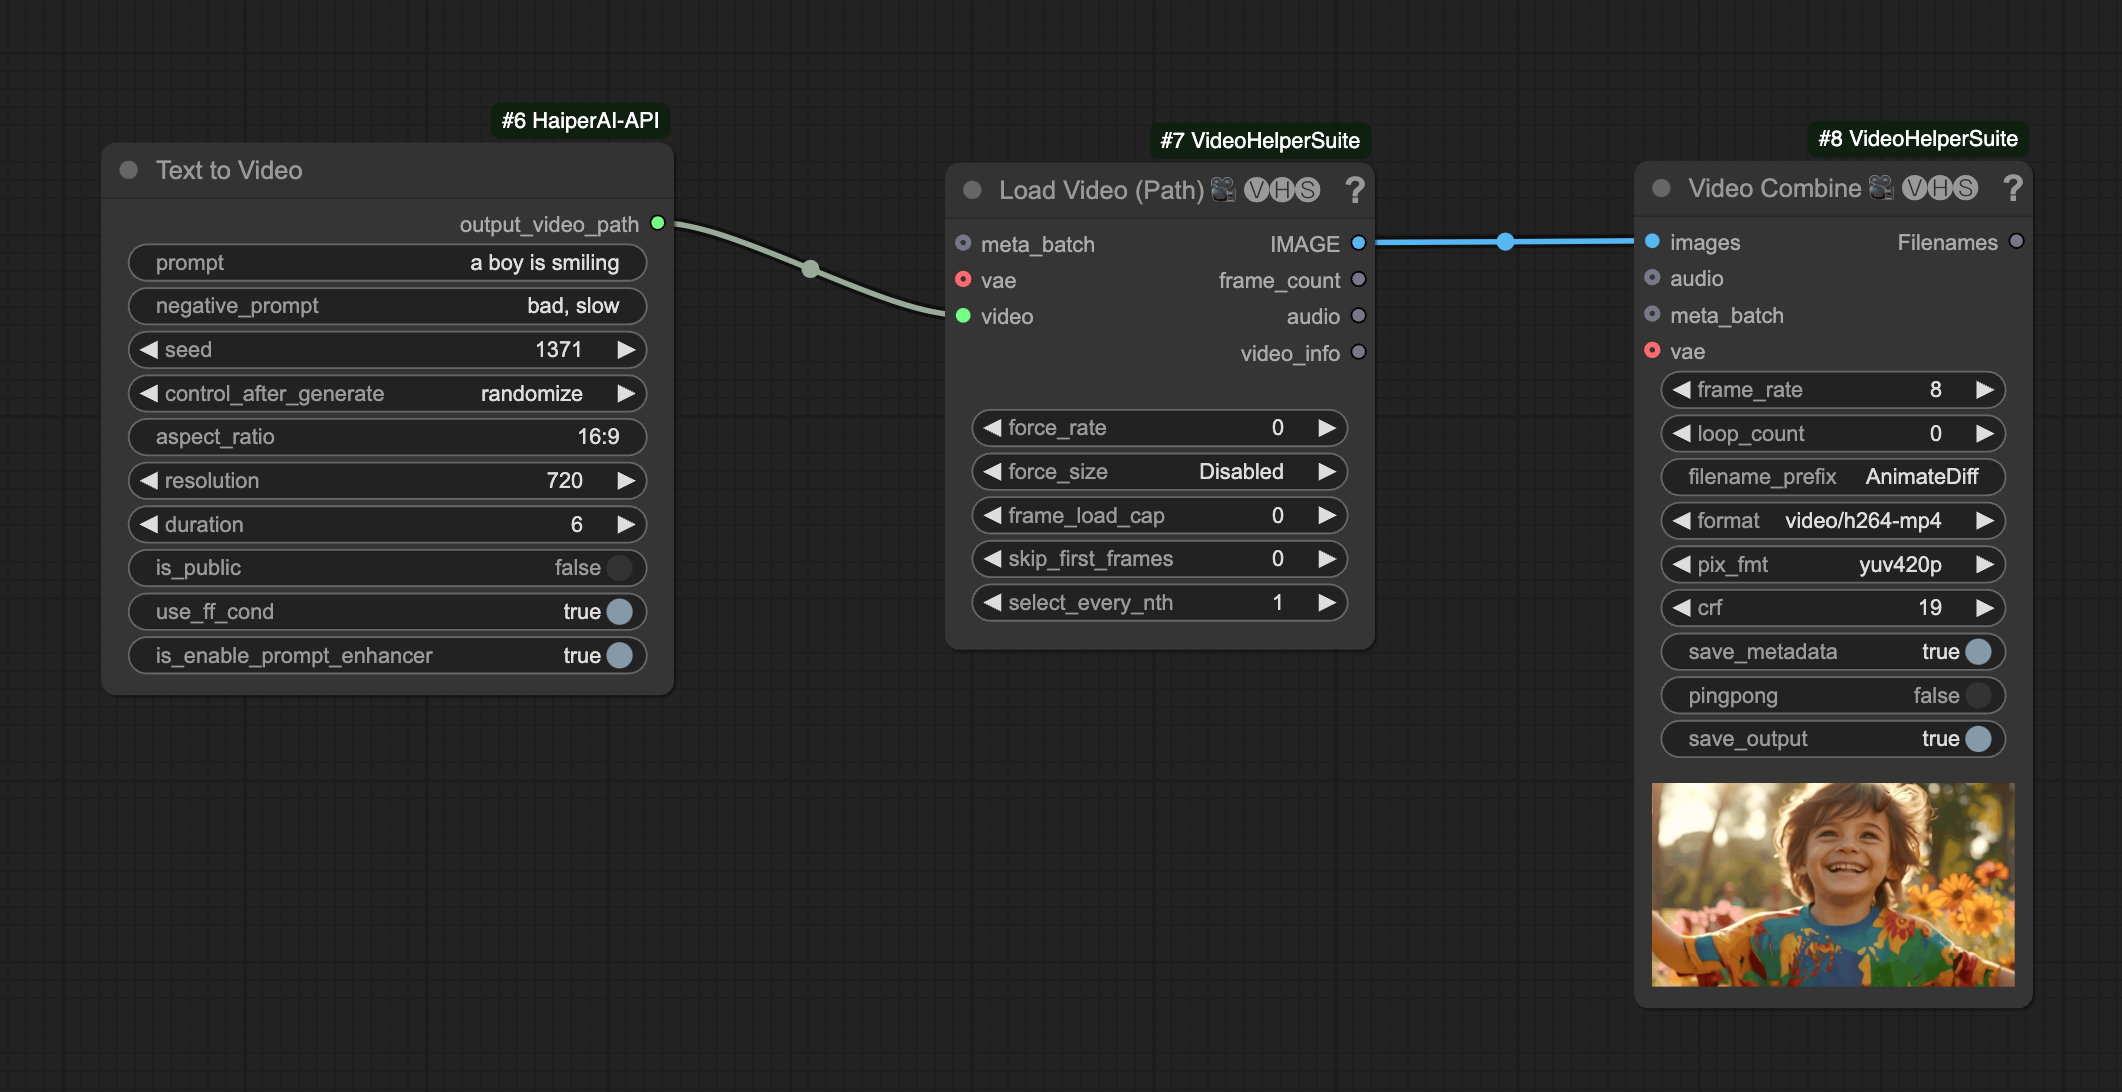 #6 HaiperAI-API
Text to Video
output_video_path
prompt a boy is smiling
negative_prompt bad, slow
seed 1371
control_after_generate randomize
aspect_ratio 16:9
resolution 720
duration 6
is_public false
use_ff_cond true
is_enable_prompt_enhancer true
#7 VideoHelperSuite
Load Video (Path) 🎥🅥🅗🅢 ?
meta_batch IMAGE
vae frame_count
video audio
video_info
force_rate 0
force_size Disabled
frame_load_cap 0
skip_first_frames 0
select_every_nth 1
#8 VideoHelperSuite
Video Combine 🎥🅥🅗🅢 ?
images Filenames
audio
meta_batch
vae
frame_rate 8
loop_count 0
filename_prefix AnimateDiff
format video/h264-mp4
pix_fmt yuv420p
crf 19
save_metadata true
pingpong false
save_output true